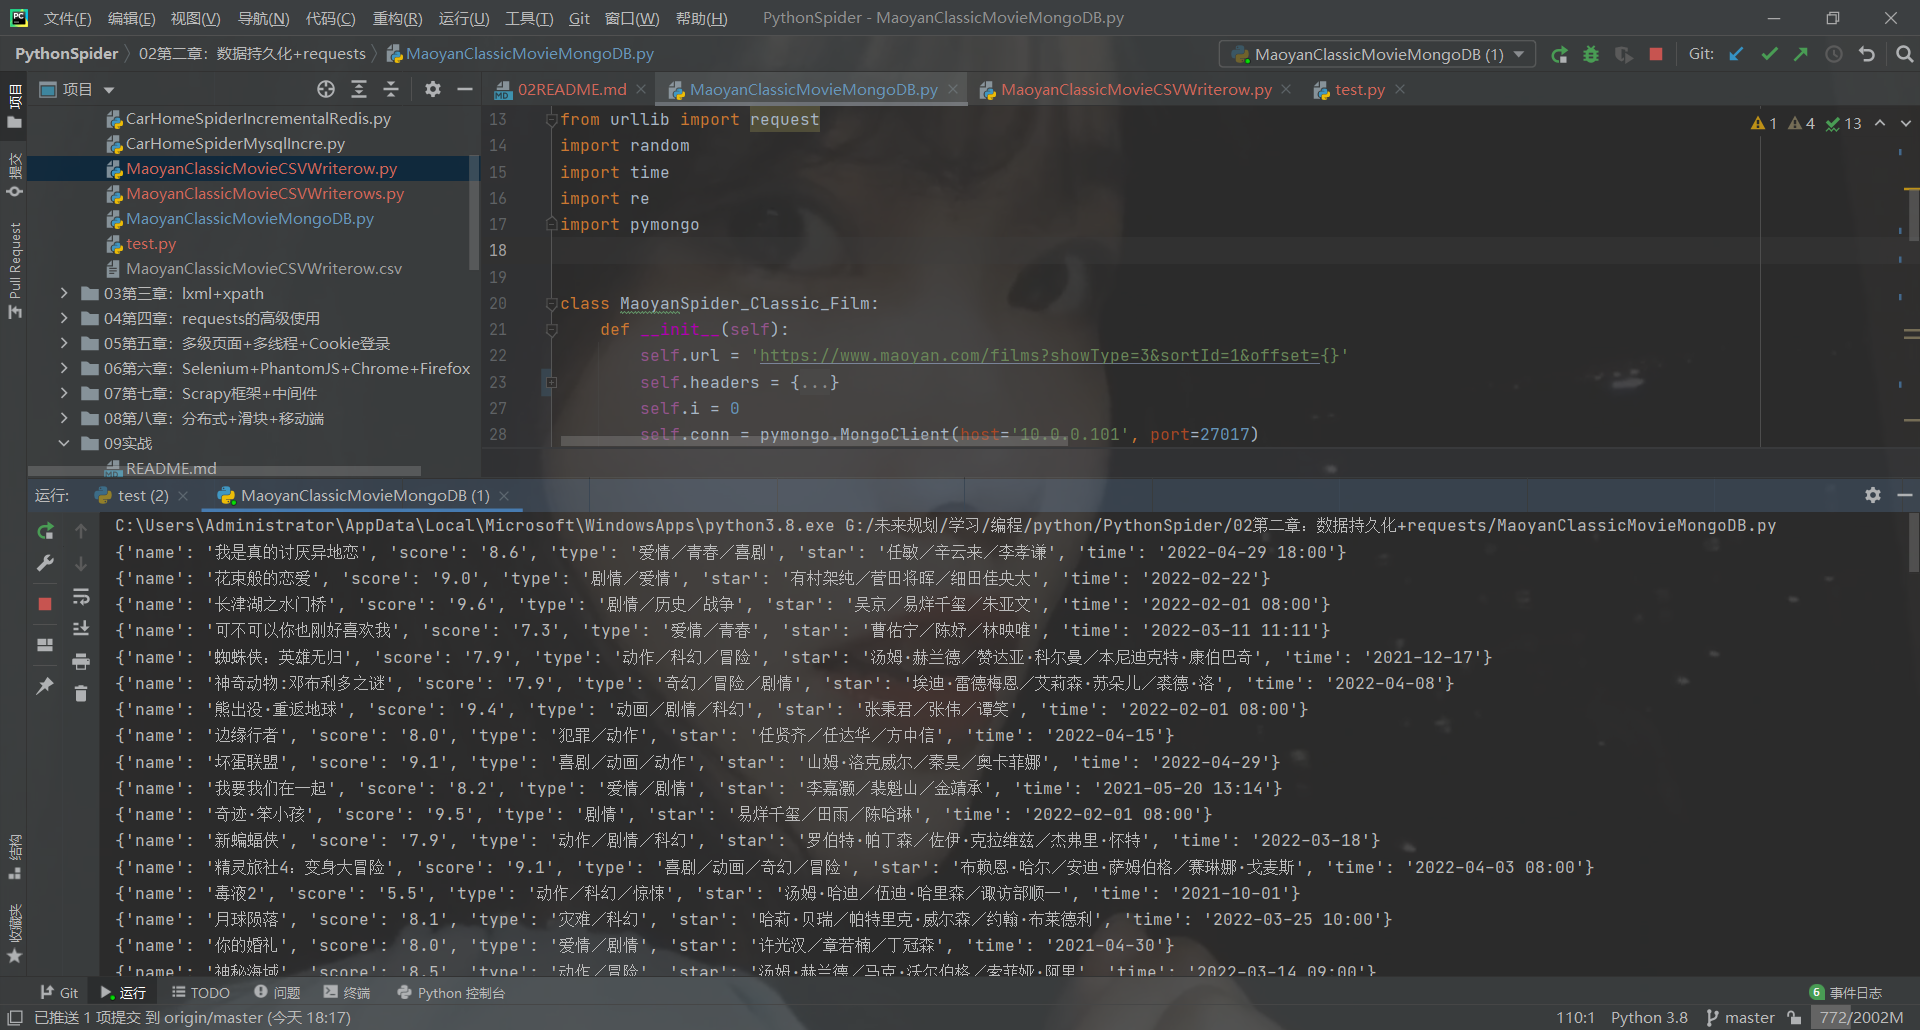 文件(F) 编辑(E) 视图(V) 导航(N) 代码(C) 重构(R) 运行(U) 工具(T) Git 窗口(W) 帮助(H) PythonSpider - MaoyanClassicMovieMongoDB.py
PythonSpider 02第二章：数据持久化+requests MaoyanClassicMovieMongoDB.py MaoyanClassicMovieMongoDB (1) Git:
项目 02README.md MaoyanClassicMovieMongoDB.py MaoyanClassicMovieCSVWriterow.py test.py
项目
提交
Pull Request
结构
收藏夹
CarHomeSpiderIncrementalRedis.py
CarHomeSpiderMysqlIncre.py
MaoyanClassicMovieCSVWriterow.py
MaoyanClassicMovieCSVWriterows.py
MaoyanClassicMovieMongoDB.py
test.py
MaoyanClassicMovieCSVWriterow.csv
03第三章：lxml+xpath
04第四章：requests的高级使用
05第五章：多级页面+多线程+Cookie登录
06第六章：Selenium+PhantomJS+Chrome+Firefox
07第七章：Scrapy框架+中间件
08第八章：分布式+滑块+移动端
09实战
README.md
1 4 13
13 from urllib import request
14 import random
15 import time
16 import re
17 import pymongo
18
19
20 class MaoyanSpider_Classic_Film:
21 def __init__(self):
22 self.url = 'https://www.maoyan.com/films?showType=3&sortId=1&offset={}'
23 self.headers = {...}
27 self.i = 0
28 self.conn = pymongo.MongoClient(host='10.0.0.101', port=27017)
运行: test (2) MaoyanClassicMovieMongoDB (1)
C:\Users\Administrator\AppData\Local\Microsoft\WindowsApps\python3.8.exe G:/未来规划/学习/编程/python/PythonSpider/02第二章：数据持久化+requests/MaoyanClassicMovieMongoDB.py
{'name': '我是真的讨厌异地恋', 'score': '8.6', 'type': '爱情／青春／喜剧', 'star': '任敏／辛云来／李孝谦', 'time': '2022-04-29 18:00'}
{'name': '花束般的恋爱', 'score': '9.0', 'type': '剧情／爱情', 'star': '有村架纯／菅田将晖／细田佳央太', 'time': '2022-02-22'}
{'name': '长津湖之水门桥', 'score': '9.6', 'type': '剧情／历史／战争', 'star': '吴京／易烊千玺／朱亚文', 'time': '2022-02-01 08:00'}
{'name': '可不可以你也刚好喜欢我', 'score': '7.3', 'type': '爱情／青春', 'star': '曹佑宁／陈妤／林映唯', 'time': '2022-03-11 11:11'}
{'name': '蜘蛛侠：英雄无归', 'score': '7.9', 'type': '动作／科幻／冒险', 'star': '汤姆·赫兰德／赞达亚·科尔曼／本尼迪克特·康伯巴奇', 'time': '2021-12-17'}
{'name': '神奇动物:邓布利多之谜', 'score': '7.9', 'type': '奇幻／冒险／剧情', 'star': '埃迪·雷德梅恩／艾莉森·苏朵儿／裘德·洛', 'time': '2022-04-08'}
{'name': '熊出没·重返地球', 'score': '9.4', 'type': '动画／剧情／科幻', 'star': '张秉君／张伟／谭笑', 'time': '2022-02-01 08:00'}
{'name': '边缘行者', 'score': '8.0', 'type': '犯罪／动作', 'star': '任贤齐／任达华／方中信', 'time': '2022-04-15'}
{'name': '坏蛋联盟', 'score': '9.1', 'type': '喜剧／动画／动作', 'star': '山姆·洛克威尔／秦昊／奥卡菲娜', 'time': '2022-04-29'}
{'name': '我要我们在一起', 'score': '8.2', 'type': '爱情／剧情', 'star': '李嘉灏／裴魁山／金靖承', 'time': '2021-05-20 13:14'}
{'name': '奇迹·笨小孩', 'score': '9.5', 'type': '剧情', 'star': '易烊千玺／田雨／陈哈琳', 'time': '2022-02-01 08:00'}
{'name': '新蝙蝠侠', 'score': '7.9', 'type': '动作／剧情／科幻', 'star': '罗伯特·帕丁森／佐伊·克拉维兹／杰弗里·怀特', 'time': '2022-03-18'}
{'name': '精灵旅社4：变身大冒险', 'score': '9.1', 'type': '喜剧／动画／奇幻／冒险', 'star': '布赖恩·哈尔／安迪·萨姆伯格／赛琳娜·戈麦斯', 'time': '2022-04-03 08:00'}
{'name': '毒液2', 'score': '5.5', 'type': '动作／科幻／惊悚', 'star': '汤姆·哈迪／伍迪·哈里森／诹访部顺一', 'time': '2021-10-01'}
{'name': '月球陨落', 'score': '8.1', 'type': '灾难／科幻', 'star': '哈莉·贝瑞／帕特里克·威尔森／约翰·布莱德利', 'time': '2022-03-25 10:00'}
{'name': '你的婚礼', 'score': '8.0', 'type': '爱情／剧情', 'star': '许光汉／章若楠／丁冠森', 'time': '2021-04-30'}
{'name': '神秘海域', 'score': '8.5', 'type': '动作／冒险', 'star': '汤姆·赫兰德／马克·沃尔伯格／索菲娅·阿里', 'time': '2022-03-14 09:00'}
Git 运行 TODO 问题 终端 Python 控制台 6 事件日志
已推送 1 项提交 到 origin/master (今天 18:17) 110:1 Python 3.8 master 772/2002M